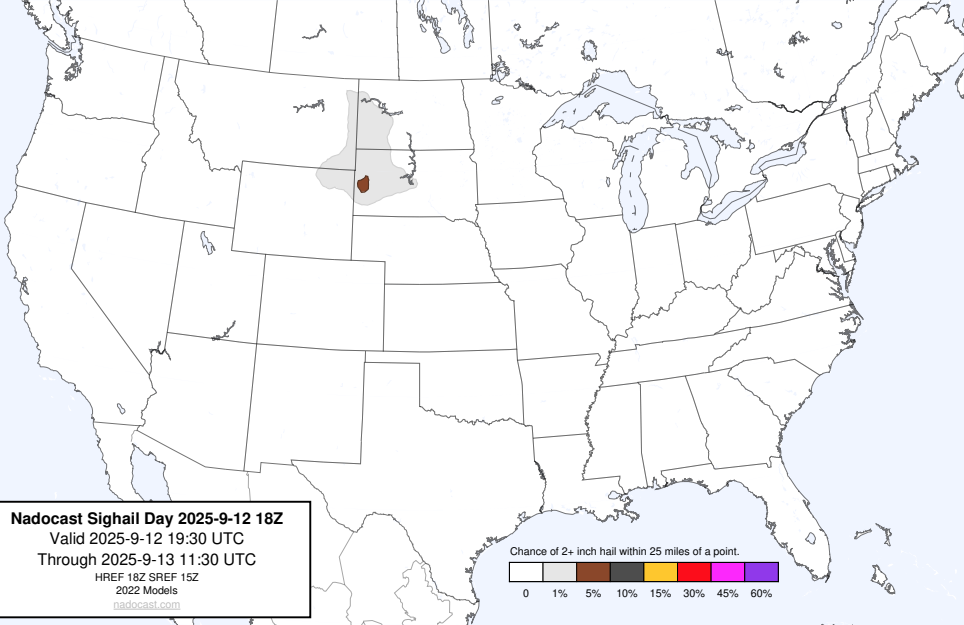 Nadocast Sighail Day 2025-9-12 18Z
Valid 2025-9-12 19:30 UTC
Through 2025-9-13 11:30 UTC
HREF 18Z SREF 15Z
2022 Models
nadocast.com
Chance of 2+ inch hail within 25 miles of a point.
0 1% 5% 10% 15% 30% 45% 60%